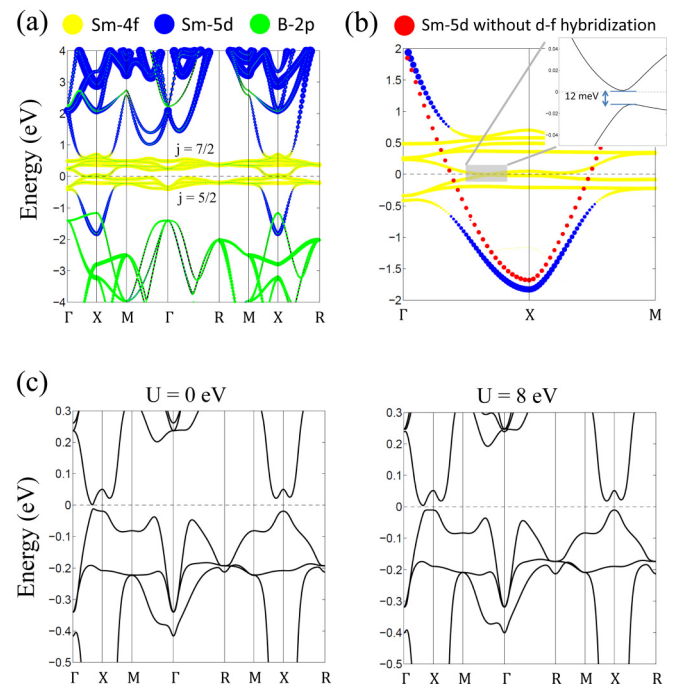 (a) Sm-4f Sm-5d B-2p
Energy (eV)
4
3
2
1
0
−1
−2
−3
−4
j = 7/2
j = 5/2
Γ X M Γ R M X R
(b) Sm-5d without d-f hybridization
2
1.5
1
0.5
0
−0.5
−1
−1.5
−2
Γ X M
0.04
0.02
0
−0.02
−0.04
12 meV
(c)
U = 0 eV
Energy (eV)
0.3
0.2
0.1
0.0
−0.1
−0.2
−0.3
−0.4
−0.5
Γ X M Γ R M X R
U = 8 eV
0.3
0.2
0.1
0.0
−0.1
−0.2
−0.3
−0.4
−0.5
Γ X M Γ R M X R